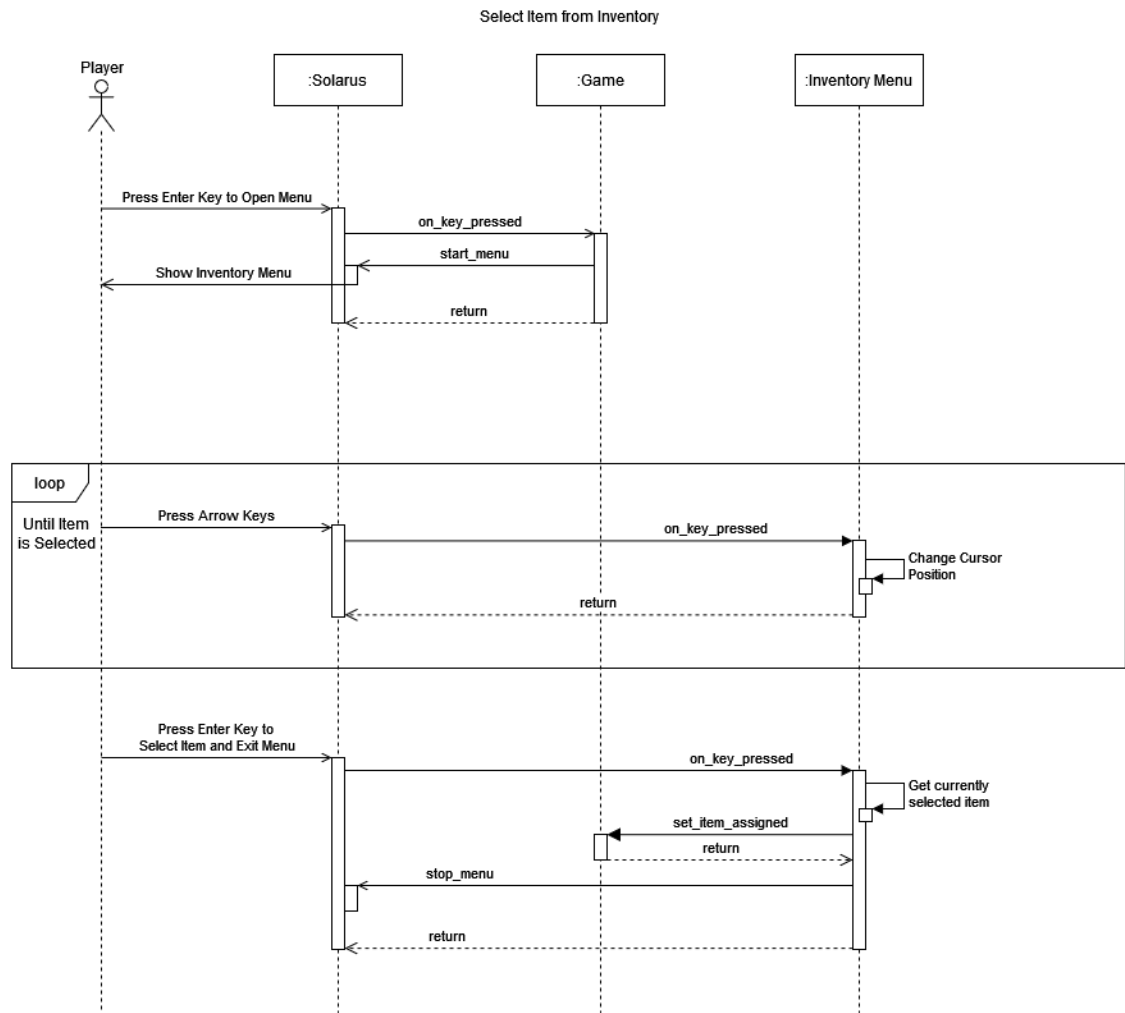 Select Item from Inventory
Player
:Solarus
:Game
:Inventory Menu
Press Enter Key to Open Menu
on_key_pressed
start_menu
Show Inventory Menu
return
loop
Until Item
is Selected
Press Arrow Keys
on_key_pressed
Change Cursor
Position
return
Press Enter Key to
Select Item and Exit Menu
on_key_pressed
Get currently
selected item
set_item_assigned
return
stop_menu
return